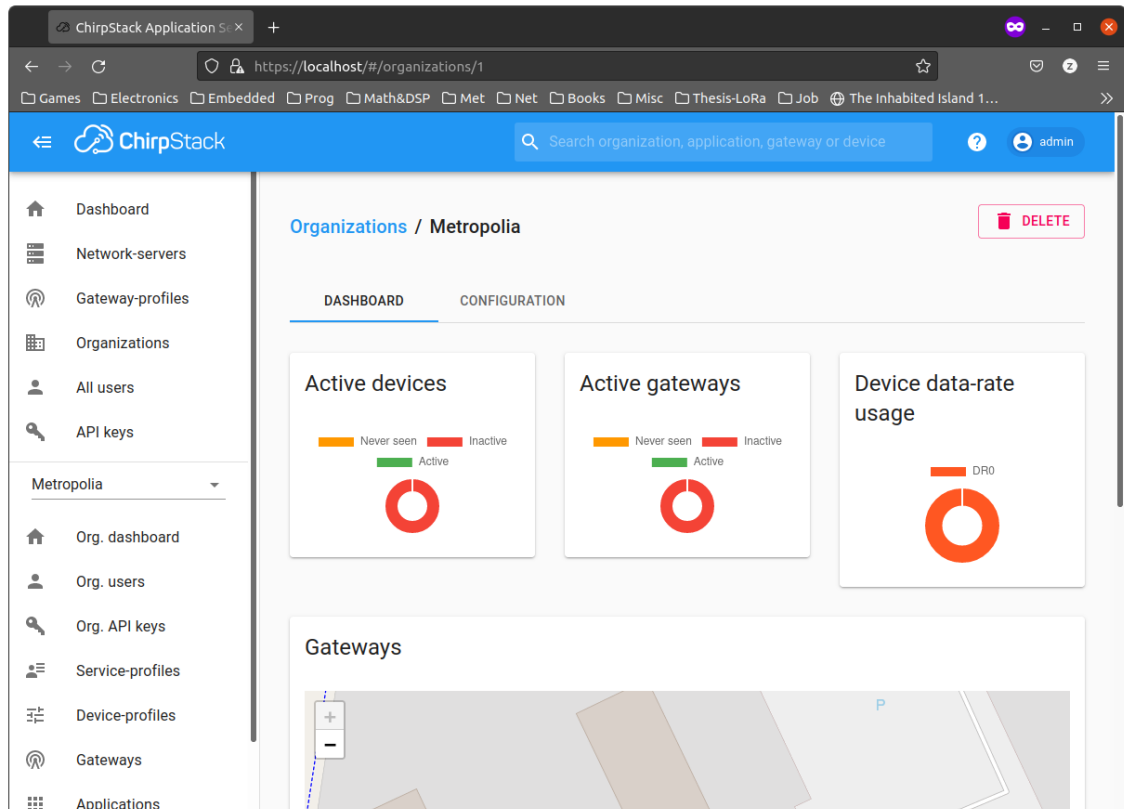 ChirpStack Application Se
https://localhost/#/organizations/1
Z
Games Electronics Embedded Prog Math&DSP Met Net Books Misc Thesis-LoRa Job The Inhabited Island 1...
ChirpStack
Search organization, application, gateway or device
? admin
Dashboard
Network-servers
Gateway-profiles
Organizations
All users
API keys
Metropolia
Org. dashboard
Org. users
Org. API keys
Service-profiles
Device-profiles
Gateways
Applications
Organizations / Metropolia
DELETE
DASHBOARD CONFIGURATION
Active devices
Never seen Inactive
Active
Active gateways
Never seen Inactive
Active
Device data-rate
usage
DR0
Gateways
+
−
P